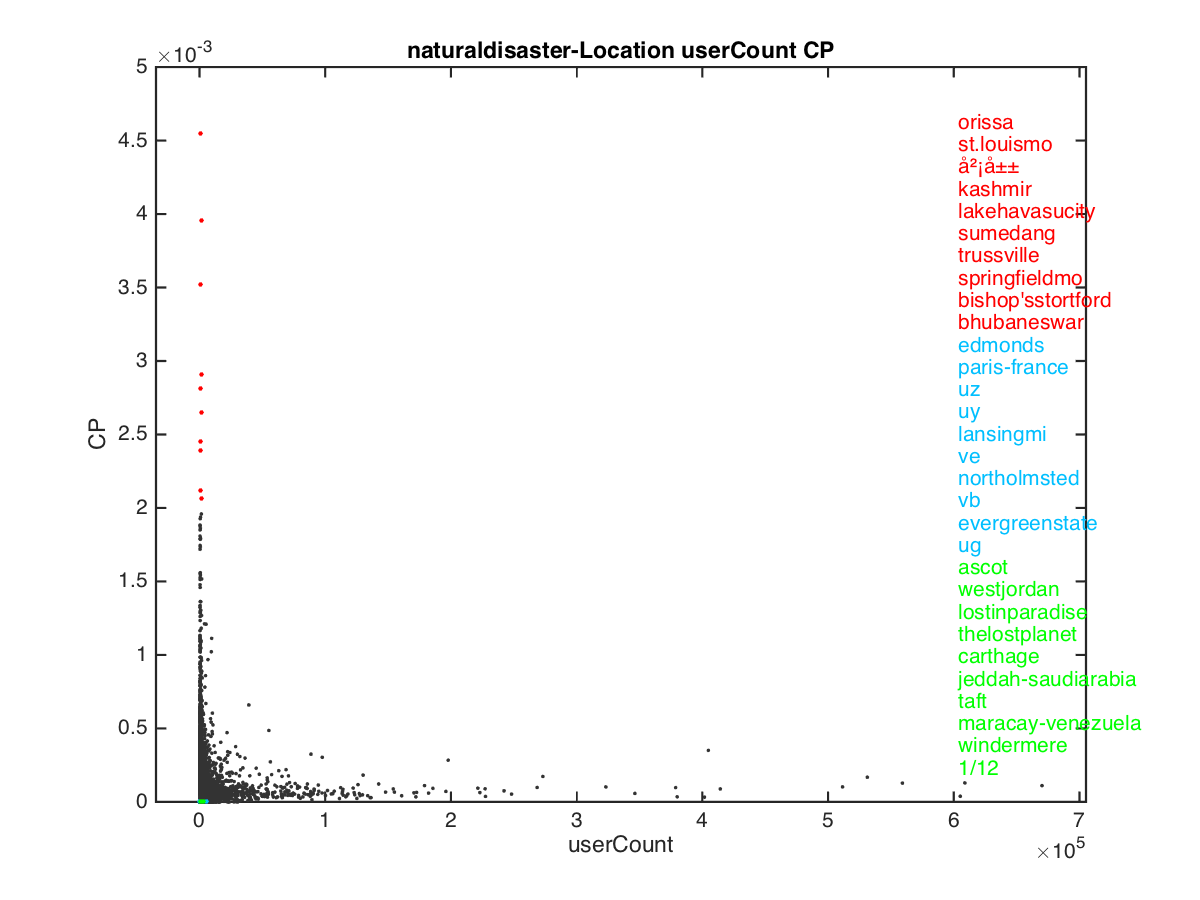 naturaldisaster-Location userCount CP
×10-3
5
4.5
4
3.5
3
2.5
2
1.5
1
0.5
0
CP
orissa
st.louismo
å²¡å±±
kashmir
lakehavasucity
sumedang
trussville
springfieldmo
bishop'sstortford
bhubaneswar
edmonds
paris-france
uz
uy
lansingmi
ve
northolmsted
vb
evergreenstate
ug
ascot
westjordan
lostinparadise
thelostplanet
carthage
jeddah-saudiarabia
taft
maracay-venezuela
windermere
1/12
0 1 2 3 4 5 6 7
userCount
×105